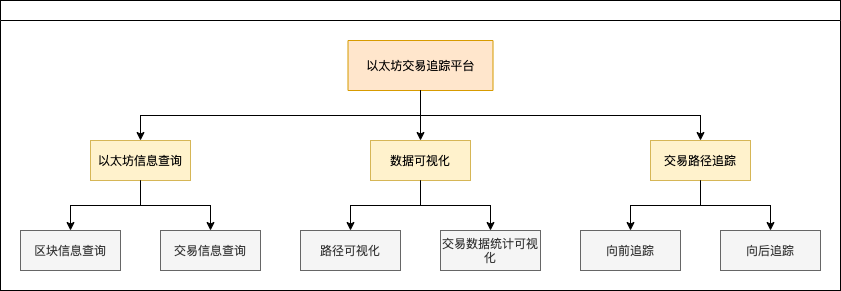 以太坊交易追踪平台
以太坊信息查询
数据可视化
交易路径追踪
区块信息查询
交易信息查询
路径可视化
交易数据统计可视
化
向前追踪
向后追踪